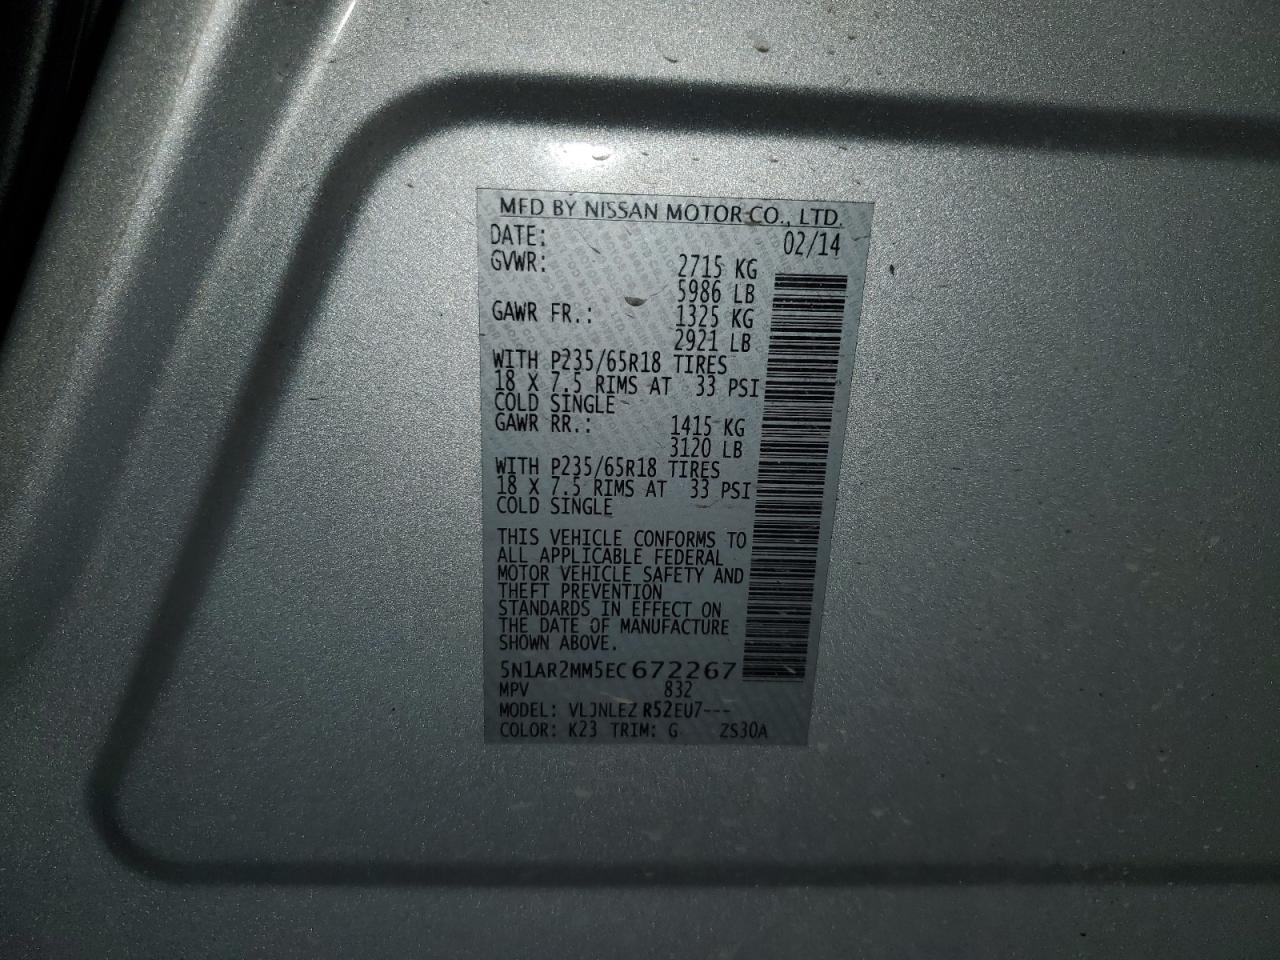 MFD BY NISSAN MOTOR CO., LTD.
DATE: 02/14
GVWR: 2715 KG
5986 LB
GAWR FR.: 1325 KG
2921 LB
WITH P235/65R18 TIRES
18 X 7.5 RIMS AT 33 PSI
COLD SINGLE
GAWR RR.: 1415 KG
3120 LB
WITH P235/65R18 TIRES
18 X 7.5 RIMS AT 33 PSI
COLD SINGLE
THIS VEHICLE CONFORMS TO
ALL APPLICABLE FEDERAL
MOTOR VEHICLE SAFETY AND
THEFT PREVENTION
STANDARDS IN EFFECT ON
THE DATE OF MANUFACTURE
SHOWN ABOVE.
5N1AR2MM5EC672267
MPV 832
MODEL: VLJNLEZ R52EU7---
COLOR: K23 TRIM: G ZS30A